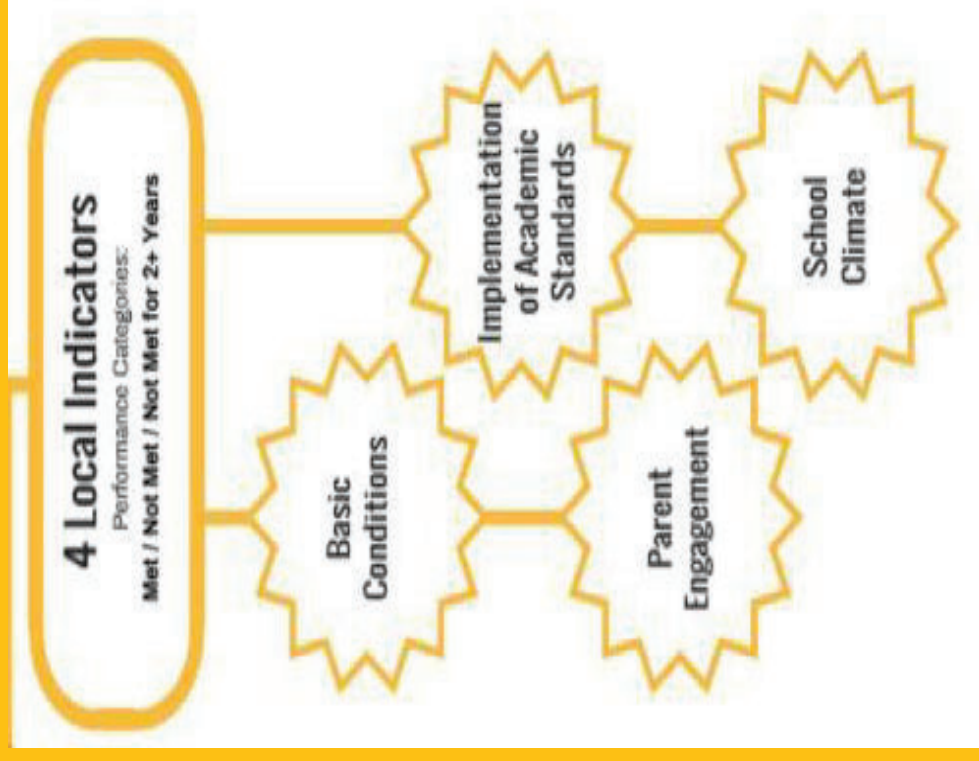 4 Local Indicators
Performance Categories:
Met / Not Met / Not Met for 2+ Years
Basic
Conditions
Implementation
of Academic
Standards
Parent
Engagement
School
Climate